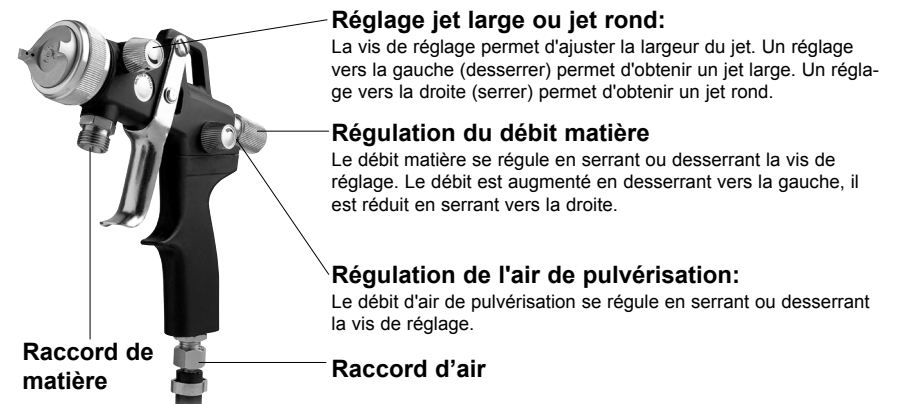 Réglage jet large ou jet rond:
La vis de réglage permet d'ajuster la largeur du jet. Un réglage
vers la gauche (desserrer) permet d'obtenir un jet large. Un régla-
ge vers la droite (serrer) permet d'obtenir un jet rond.
Régulation du débit matière
Le débit matière se régule en serrant ou desserrant la vis de
réglage. Le débit est augmenté en desserrant vers la gauche, il
est réduit en serrant vers la droite.
Régulation de l'air de pulvérisation:
Le débit d'air de pulvérisation se régule en serrant ou desserrant
la vis de réglage.
Raccord de
matière
Raccord d’air